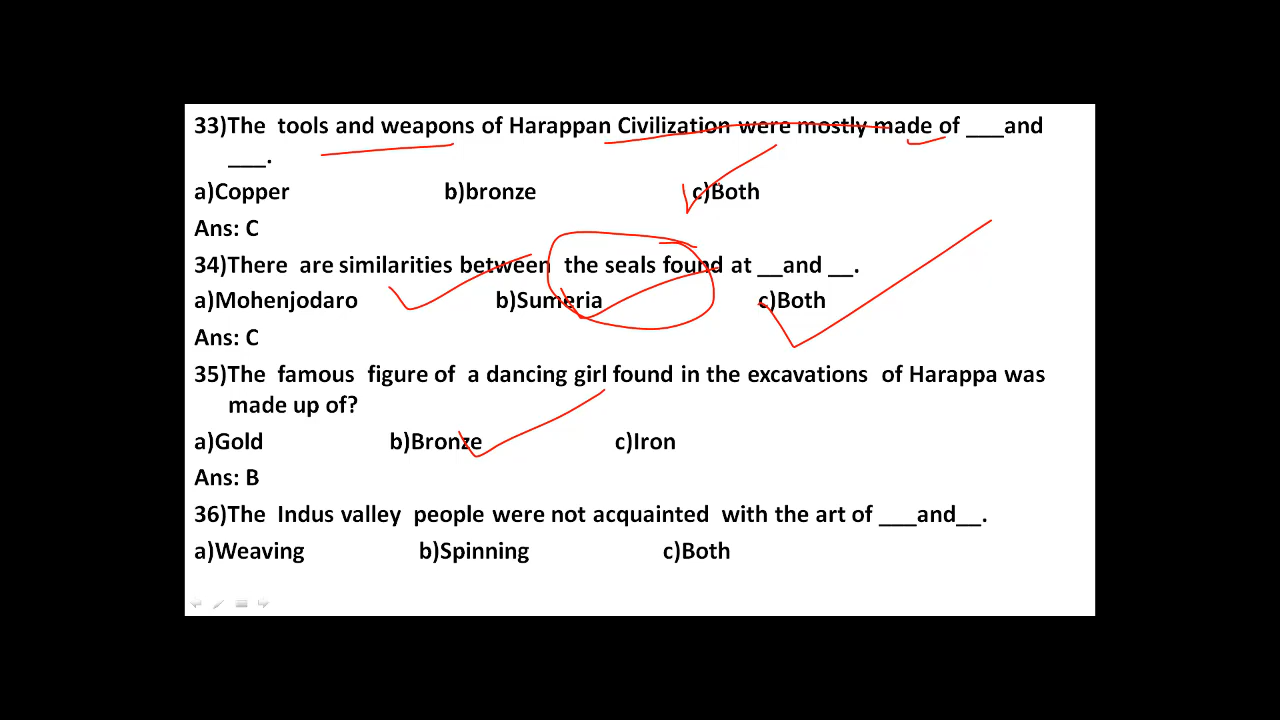 33)The tools and weapons of Harappan Civilization were mostly made of ___and
___.
a)Copper b)bronze c)Both
Ans: C
34)There are similarities between the seals found at __and __.
a)Mohenjodaro b)Sumeria c)Both
Ans: C
35)The famous figure of a dancing girl found in the excavations of Harappa was
made up of?
a)Gold b)Bronze c)Iron
Ans: B
36)The Indus valley people were not acquainted with the art of ___and__.
a)Weaving b)Spinning c)Both